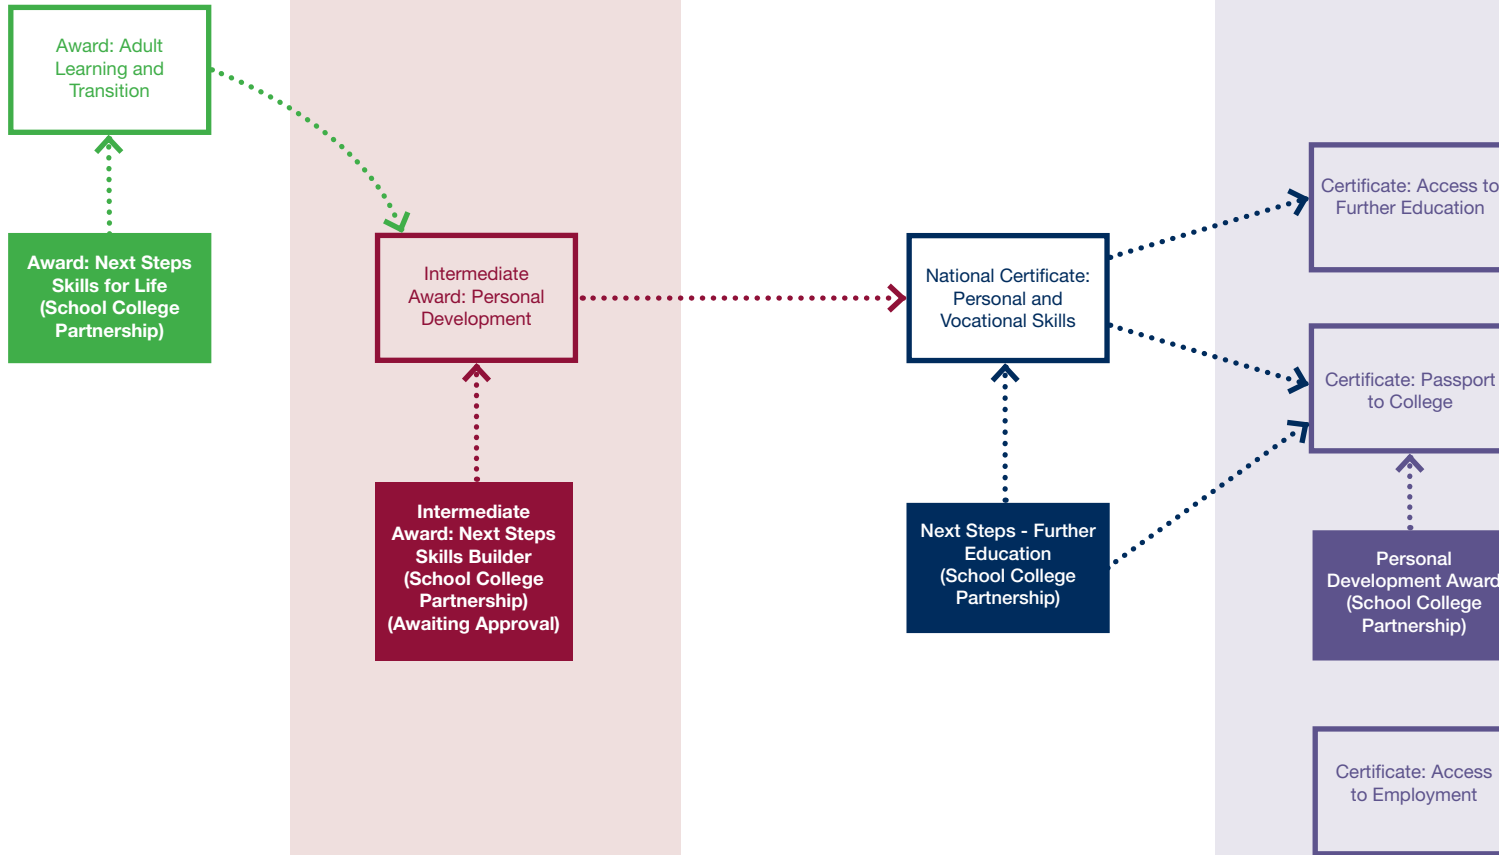 Award: Adult
Learning and
Transition
Award: Next Steps
Skills for Life
(School College
Partnership)
Intermediate
Award: Personal
Development
Intermediate
Award: Next Steps
Skills Builder
(School College
Partnership)
(Awaiting Approval)
National Certificate:
Personal and
Vocational Skills
Next Steps - Further
Education
(School College
Partnership)
Certificate: Access to
Further Education
Certificate: Passport
to College
Personal
Development Award
(School College
Partnership)
Certificate: Access
to Employment